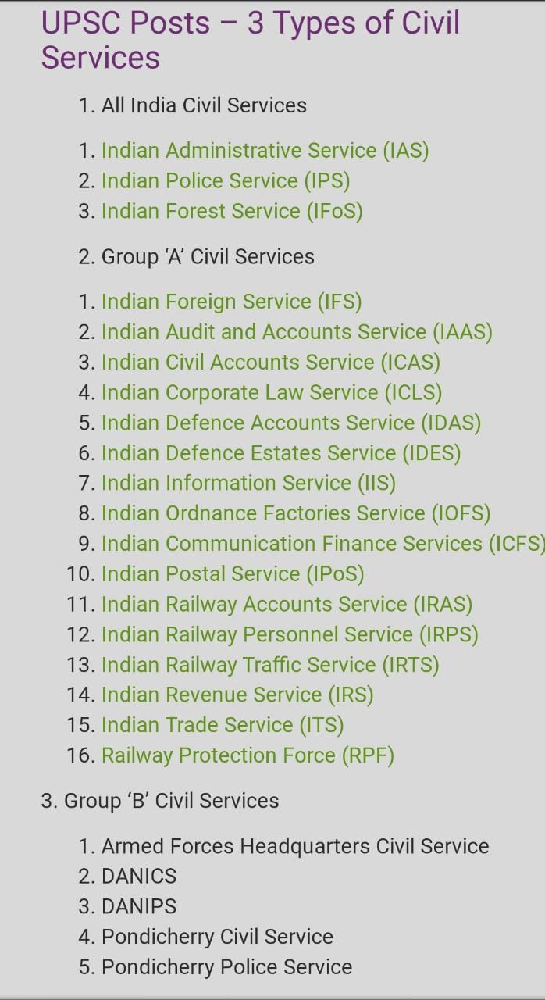 UPSC Posts – 3 Types of Civil
Services
1. All India Civil Services
1. Indian Administrative Service (IAS)
2. Indian Police Service (IPS)
3. Indian Forest Service (IFoS)
2. Group ‘A’ Civil Services
1. Indian Foreign Service (IFS)
2. Indian Audit and Accounts Service (IAAS)
3. Indian Civil Accounts Service (ICAS)
4. Indian Corporate Law Service (ICLS)
5. Indian Defence Accounts Service (IDAS)
6. Indian Defence Estates Service (IDES)
7. Indian Information Service (IIS)
8. Indian Ordnance Factories Service (IOFS)
9. Indian Communication Finance Services (ICFS)
10. Indian Postal Service (IPoS)
11. Indian Railway Accounts Service (IRAS)
12. Indian Railway Personnel Service (IRPS)
13. Indian Railway Traffic Service (IRTS)
14. Indian Revenue Service (IRS)
15. Indian Trade Service (ITS)
16. Railway Protection Force (RPF)
3. Group ‘B’ Civil Services
1. Armed Forces Headquarters Civil Service
2. DANICS
3. DANIPS
4. Pondicherry Civil Service
5. Pondicherry Police Service